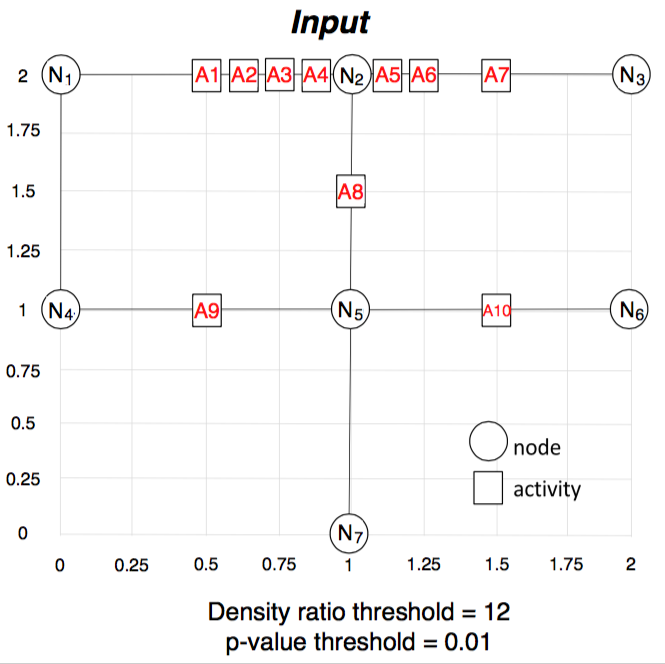 Input
2 N1 A1 A2 A3 A4 N2 A5 A6 A7 N3
1.75
1.5 A8
1.25
1 N4 A9 N5 A10 N6
0.75
0.5 node
0.25 activity
0 N7
0 0.25 0.5 0.75 1 1.25 1.5 1.75 2
Density ratio threshold = 12
p-value threshold = 0.01